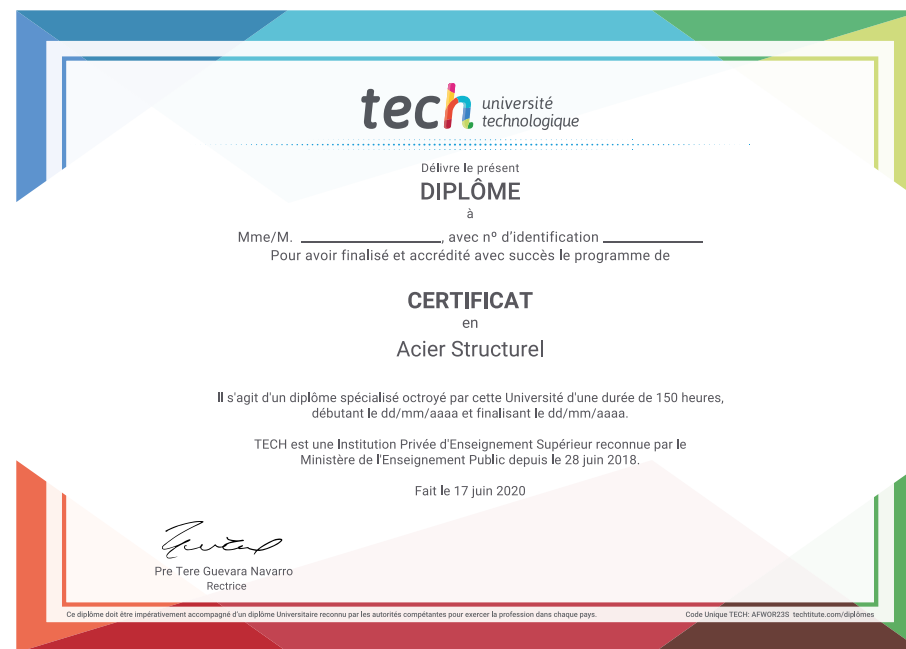 tech université
technologique
Délivre le présent
DIPLÔME
à
Mme/M. ____________________, avec nº d'identification ______________
Pour avoir finalisé et accrédité avec succès le programme de
CERTIFICAT
en
Acier Structurel
Il s'agit d'un diplôme spécialisé octroyé par cette Université d'une durée de 150 heures,
débutant le dd/mm/aaaa et finalisant le dd/mm/aaaa.
TECH est une Institution Privée d'Enseignement Supérieur reconnue par le
Ministère de l'Enseignement Public depuis le 28 juin 2018.
Fait le 17 juin 2020
Pre Tere Guevara Navarro
Rectrice
Ce diplôme doit être impérativement accompagné d'un diplôme Universitaire reconnu par les autorités compétantes pour exercer la profession dans chaque pays.
Code Unique TECH: AFWOR23S techtitute.com/diplômes